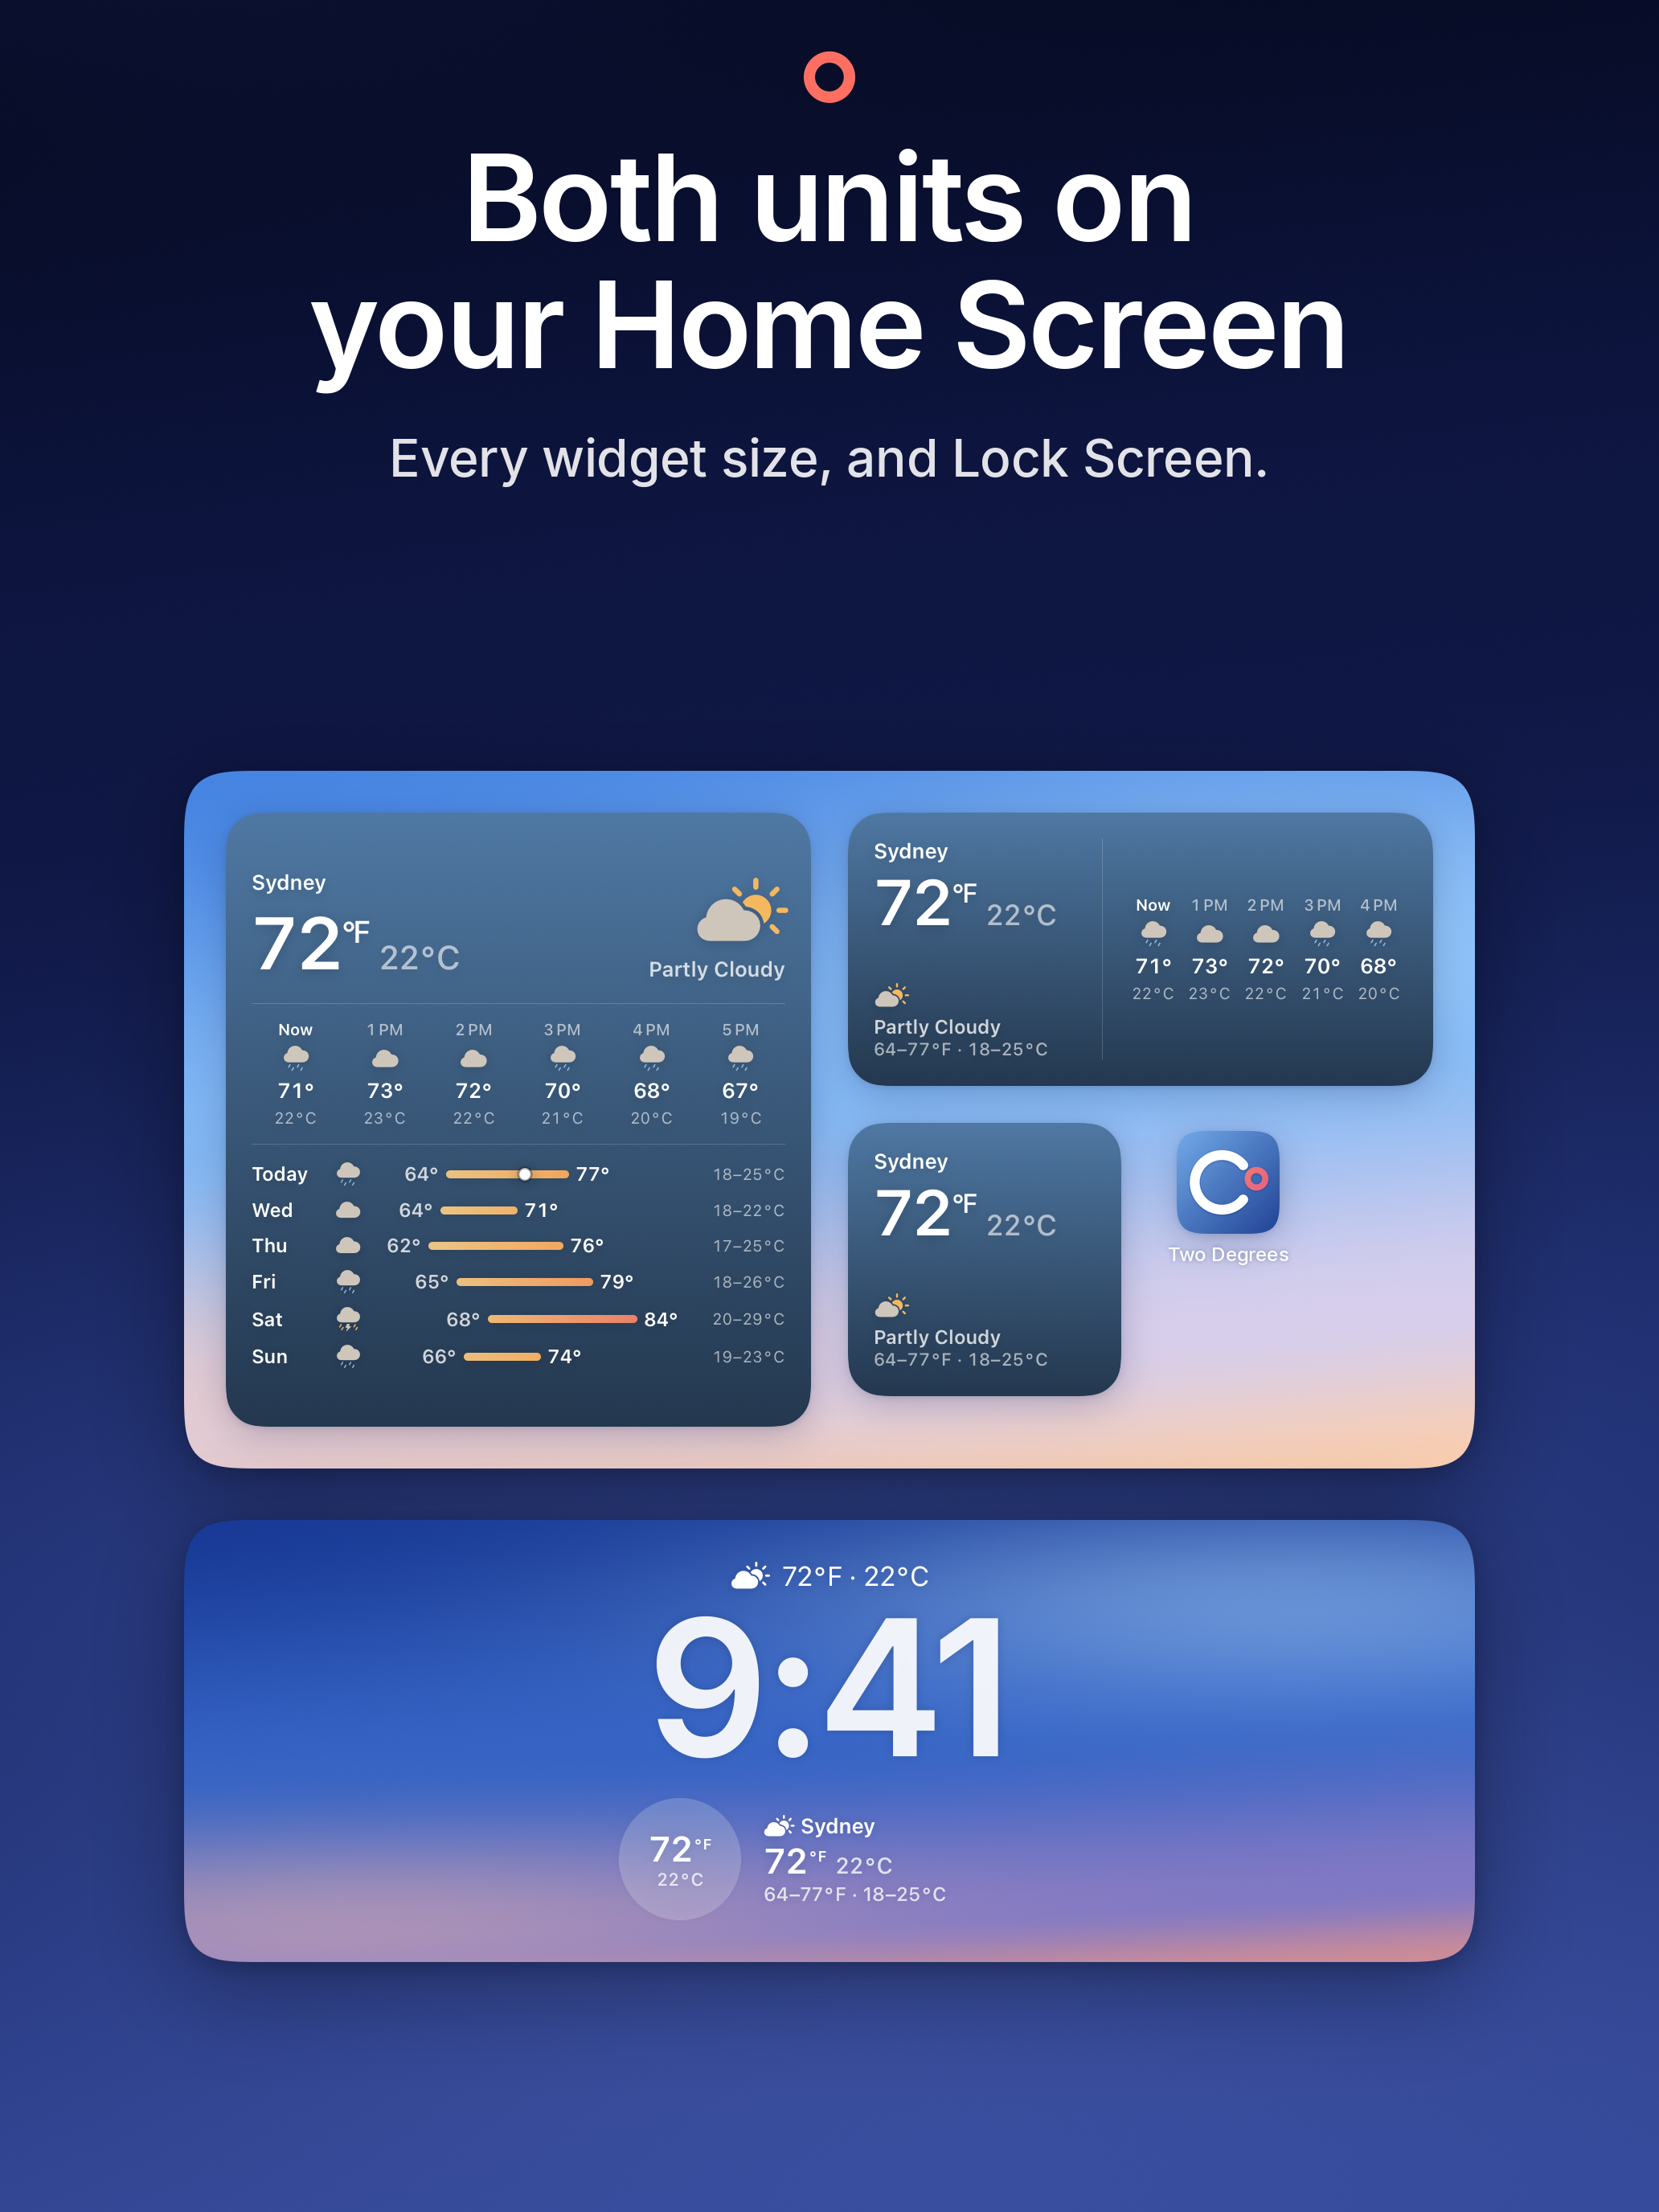 Both units on
your Home Screen
Every widget size, and Lock Screen.
Sydney
72°F 22°C
Partly Cloudy
Now 1 PM 2 PM 3 PM 4 PM 5 PM
71° 73° 72° 70° 68° 67°
22°C 23°C 22°C 21°C 20°C 19°C
Today 64° 77° 18–25°C
Wed 64° 71° 18–22°C
Thu 62° 76° 17–25°C
Fri 65° 79° 18–26°C
Sat 68° 84° 20–29°C
Sun 66° 74° 19–23°C
Sydney
72°F 22°C
Partly Cloudy
64–77°F · 18–25°C
Now 1 PM 2 PM 3 PM 4 PM
71° 73° 72° 70° 68°
22°C 23°C 22°C 21°C 20°C
Sydney
72°F 22°C
Partly Cloudy
64–77°F · 18–25°C
Two Degrees
72°F · 22°C
9:41
72°F
22°C
Sydney
72°F 22°C
64–77°F · 18–25°C